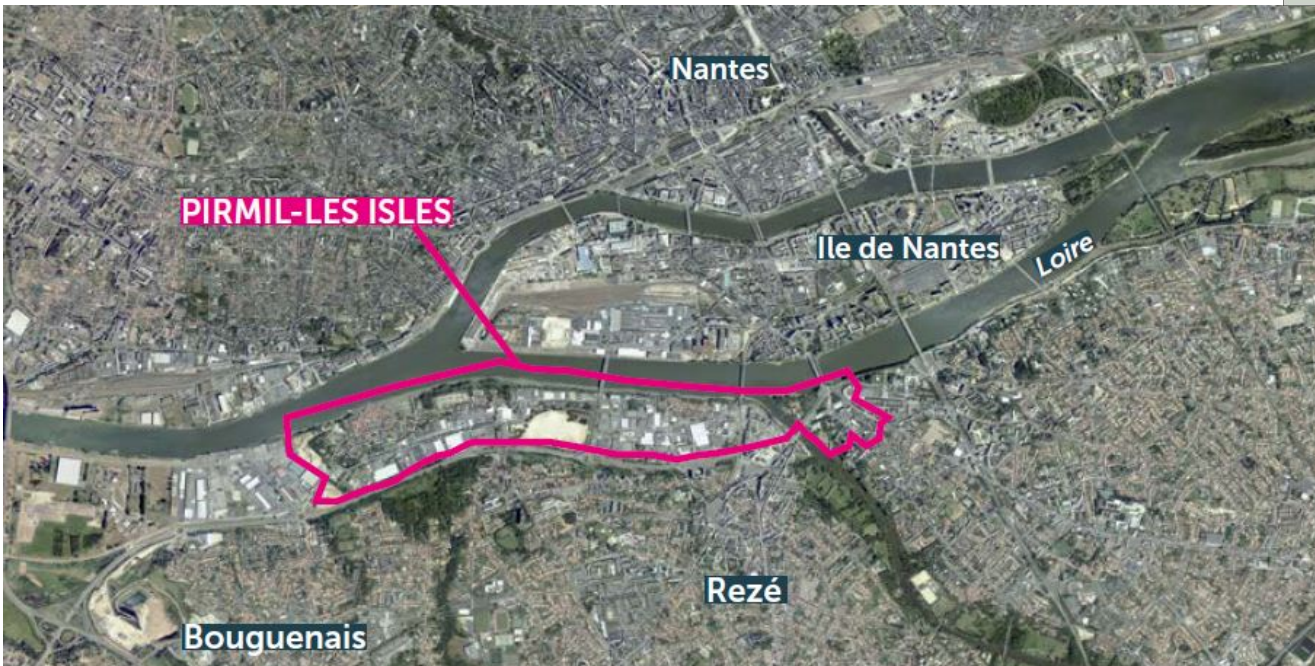 Nantes
PIRMIL-LES ISLES
Ile de Nantes
Loire
Rezé
Bouguenais